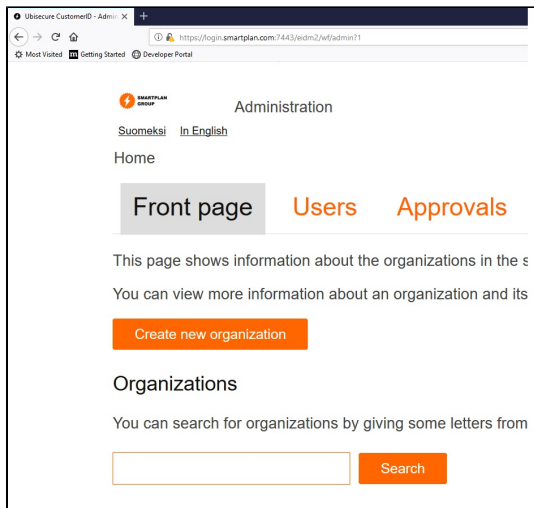 Ubisecure CustomerID - Admin
https://login.smartplan.com:7443/eidm2/wf/admin?1
Most Visited Getting Started Developer Portal
SMARTPLAN
GROUP
Administration
Suomeksi In English
Home
Front page Users Approvals
This page shows information about the organizations in the s
You can view more information about an organization and its
Create new organization
Organizations
You can search for organizations by giving some letters from
Search